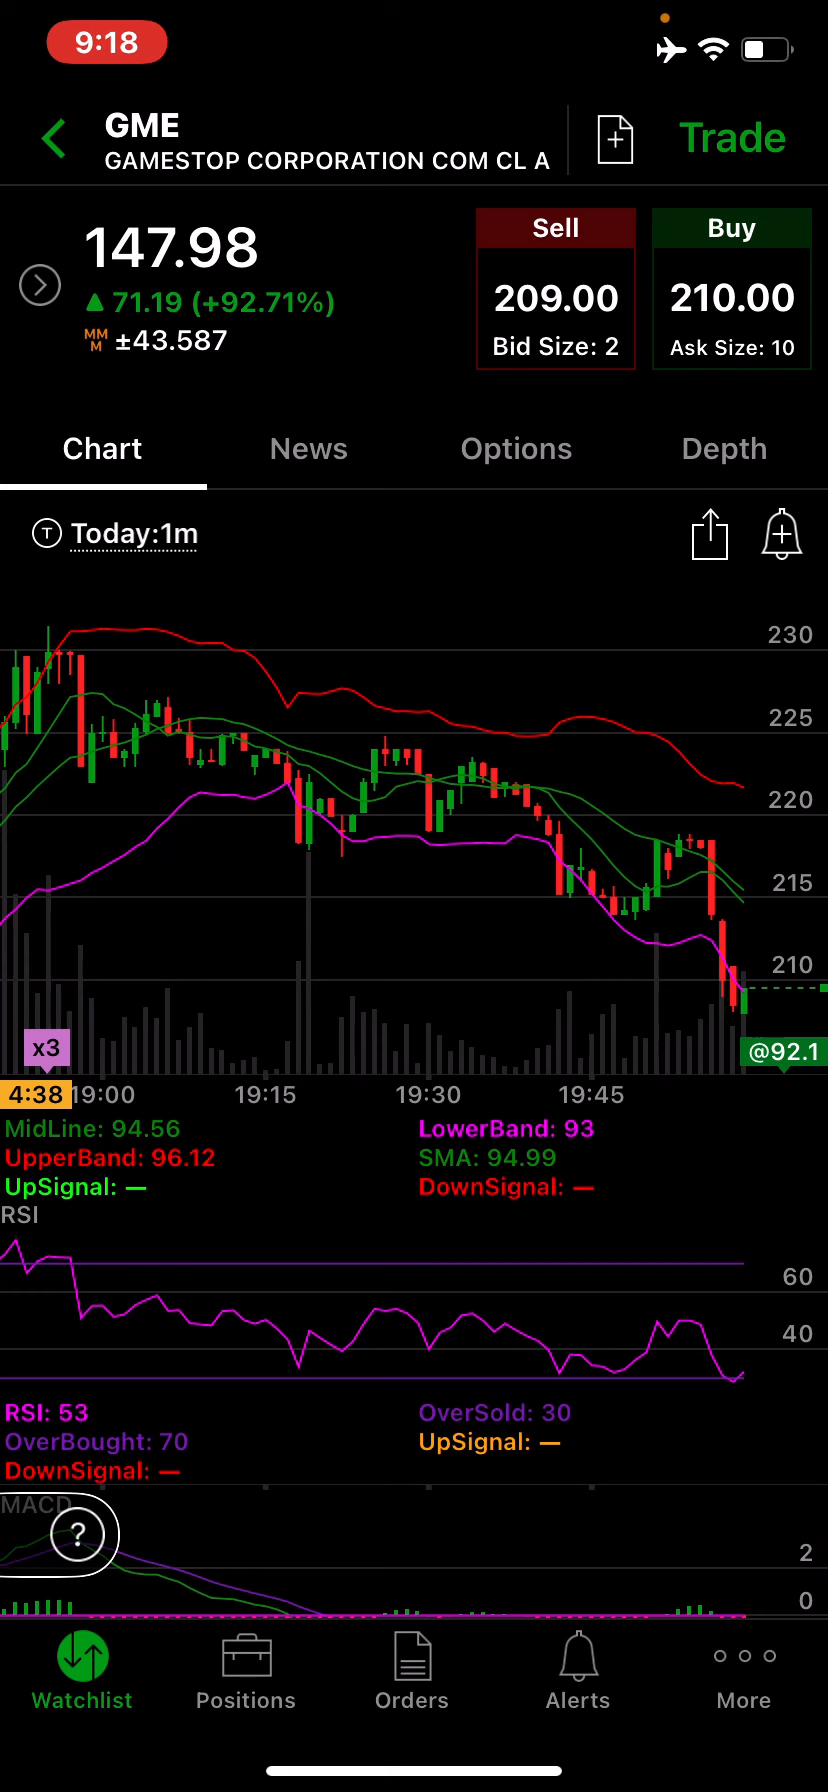 9:18
GME
GAMESTOP CORPORATION COM CL A
Trade
147.98
71.19 (+92.71%)
MMM ±43.587
Sell
209.00
Bid Size: 2
Buy
210.00
Ask Size: 10
Chart News Options Depth
T Today:1m
230
225
220
215
210
x3
@92.1
4:38 19:00 19:15 19:30 19:45
MidLine: 94.56 LowerBand: 93
UpperBand: 96.12 SMA: 94.99
UpSignal: — DownSignal: —
RSI
60
40
RSI: 53 OverSold: 30
OverBought: 70 UpSignal: —
DownSignal: —
MACD
?
2
0
Watchlist Positions Orders Alerts More